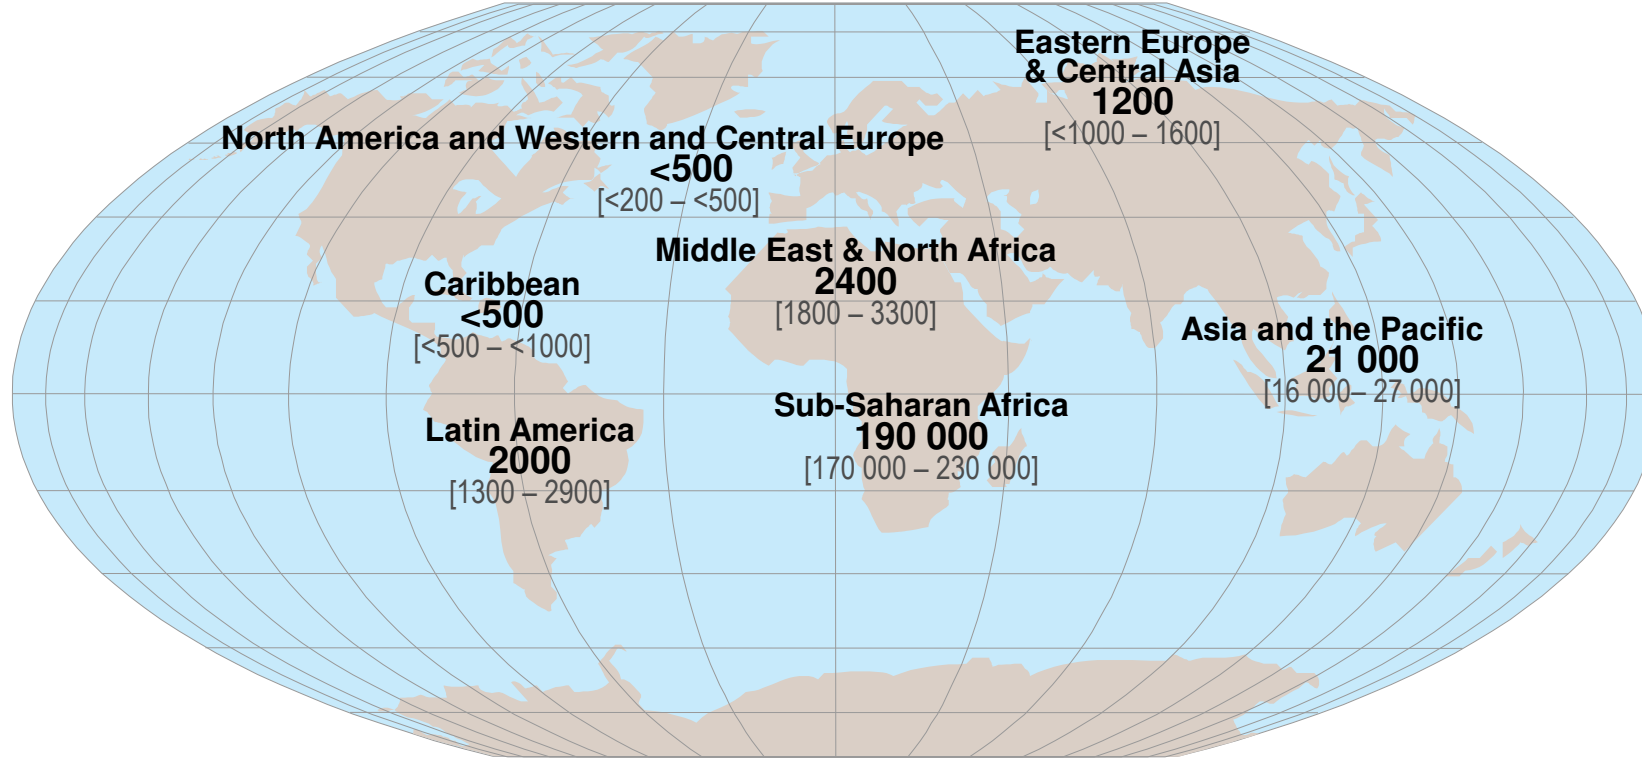 Eastern Europe
& Central Asia
1200
[<1000 – 1600]
North America and Western and Central Europe
<500
[<200 – <500]
Middle East & North Africa
2400
[1800 – 3300]
Caribbean
<500
[<500 – <1000]
Asia and the Pacific
21 000
[16 000– 27 000]
Sub-Saharan Africa
190 000
[170 000 – 230 000]
Latin America
2000
[1300 – 2900]